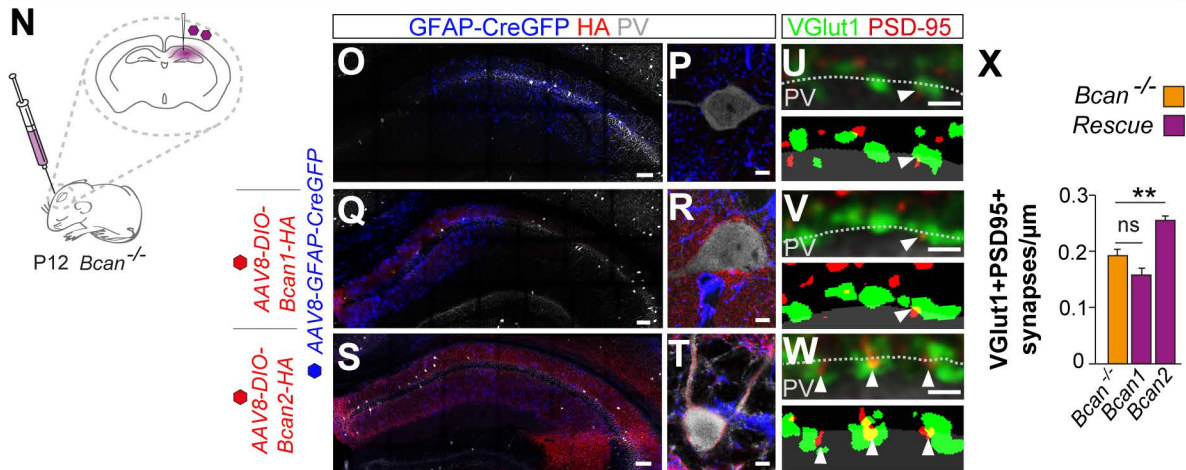 N
P12 Bcan-/-
AAV8-DIO-
Bcan1-HA
AAV8-DIO-
Bcan2-HA
AAV8-GFAP-CreGFP
GFAP-CreGFP HA PV
O
P
Q
R
S
T
VGlut1 PSD-95
U
PV
V
PV
W
PV
X
Bcan-/-
Rescue
VGlut1+PSD95+
synapses/µm
0.3
0.2
0.1
0
**
ns
Bcan-/-
Bcan1
Bcan2